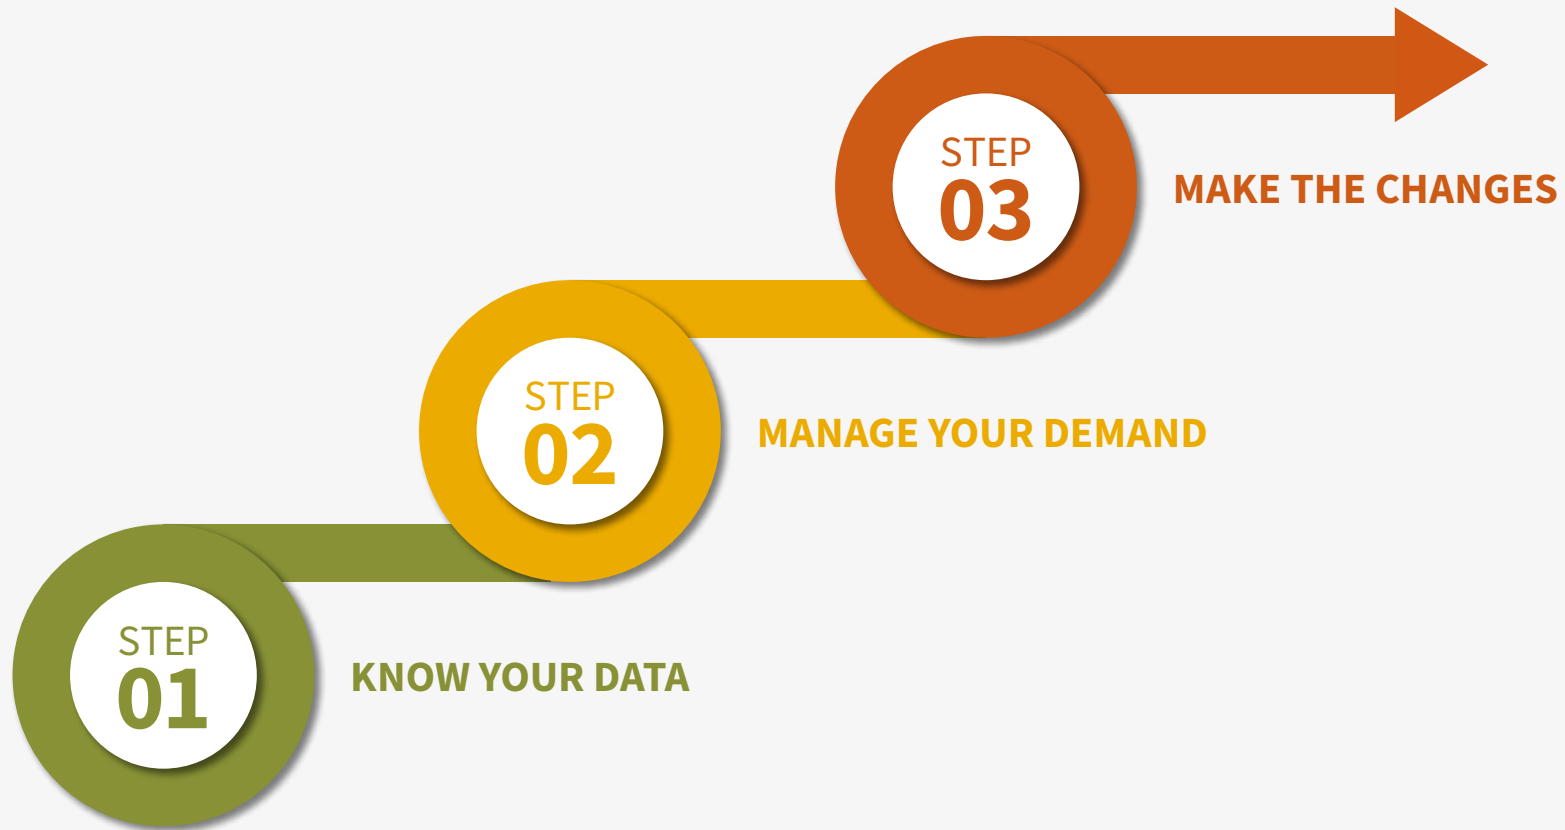 STEP
03
MAKE THE CHANGES
STEP
02
MANAGE YOUR DEMAND
STEP
01
KNOW YOUR DATA